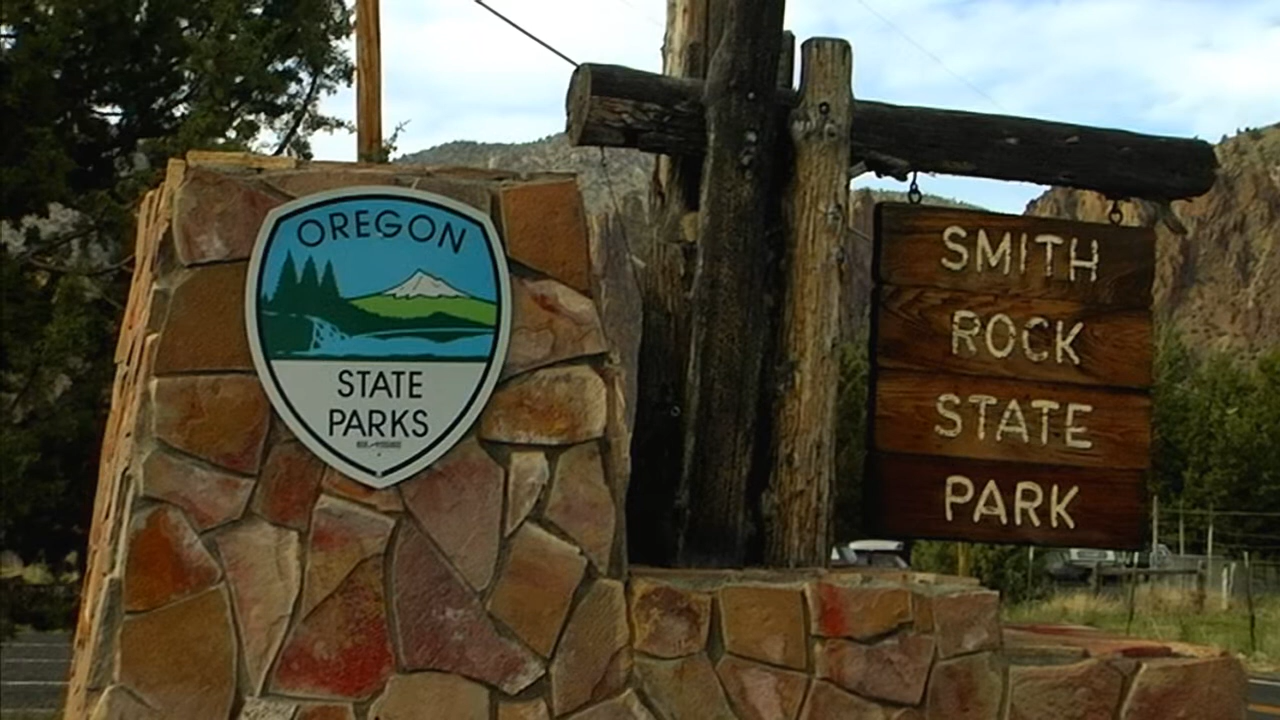 OREGON
STATE
PARKS
SMITH
ROCK
STATE
PARK